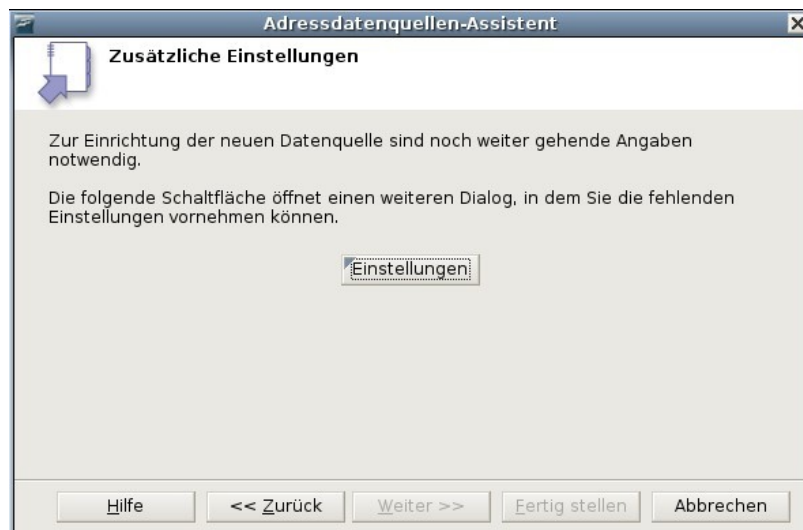 Adressdatenquellen-Assistent
Zusätzliche Einstellungen
Zur Einrichtung der neuen Datenquelle sind noch weiter gehende Angaben
notwendig.
Die folgende Schaltfläche öffnet einen weiteren Dialog, in dem Sie die fehlenden
Einstellungen vornehmen können.
Einstellungen
Hilfe << Zurück Weiter >> Fertig stellen Abbrechen